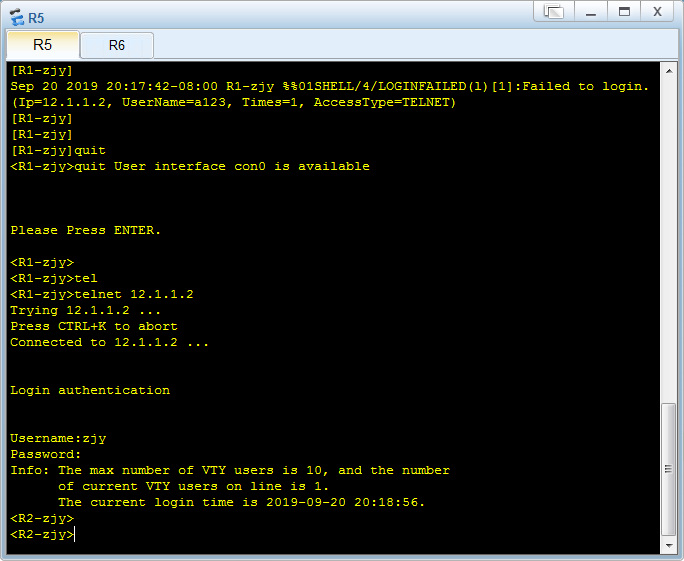 R5
R5 R6
[R1-zjy]
Sep 20 2019 20:17:42-08:00 R1-zjy %%01SHELL/4/LOGINFAILED(l)[1]:Failed to login.
(Ip=12.1.1.2, UserName=a123, Times=1, AccessType=TELNET)
[R1-zjy]
[R1-zjy]
[R1-zjy]quit
<R1-zjy>quit User interface con0 is available
Please Press ENTER.
<R1-zjy>
<R1-zjy>tel
<R1-zjy>telnet 12.1.1.2
Trying 12.1.1.2 ...
Press CTRL+K to abort
Connected to 12.1.1.2 ...
Login authentication
Username:zjy
Password:
Info: The max number of VTY users is 10, and the number
of current VTY users on line is 1.
The current login time is 2019-09-20 20:18:56.
<R2-zjy>
<R2-zjy>